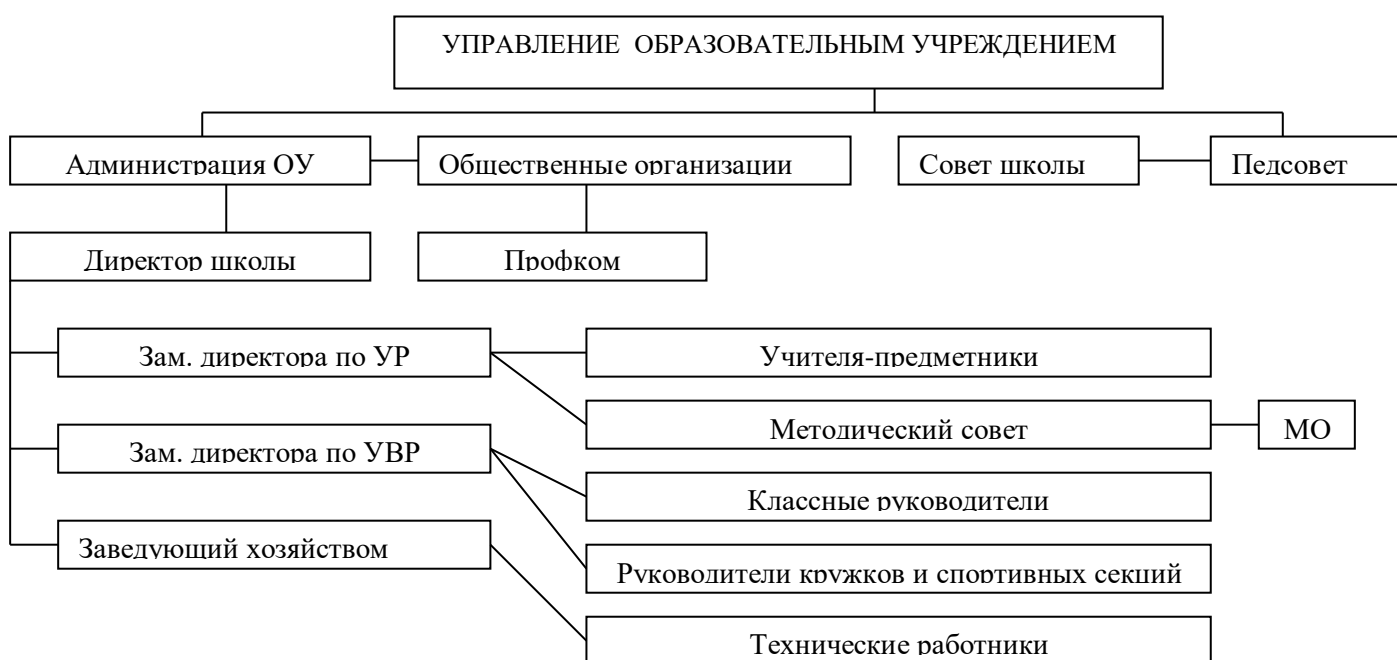 УПРАВЛЕНИЕ ОБРАЗОВАТЕЛЬНЫМ УЧРЕЖДЕНИЕМ
Администрация ОУ
Общественные организации
Совет школы
Педсовет
Директор школы
Профком
Зам. директора по УР
Учителя-предметники
Методический совет
МО
Зам. директора по УВР
Классные руководители
Заведующий хозяйством
Руководители кружков и спортивных секций
Технические работники